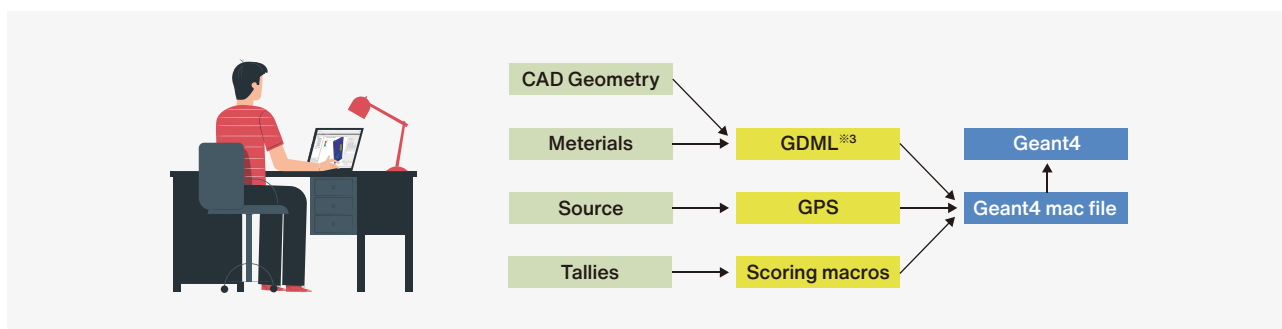 CAD Geometry
Meterials
GDML※3
Geant4
Source
GPS
Geant4 mac file
Tallies
Scoring macros